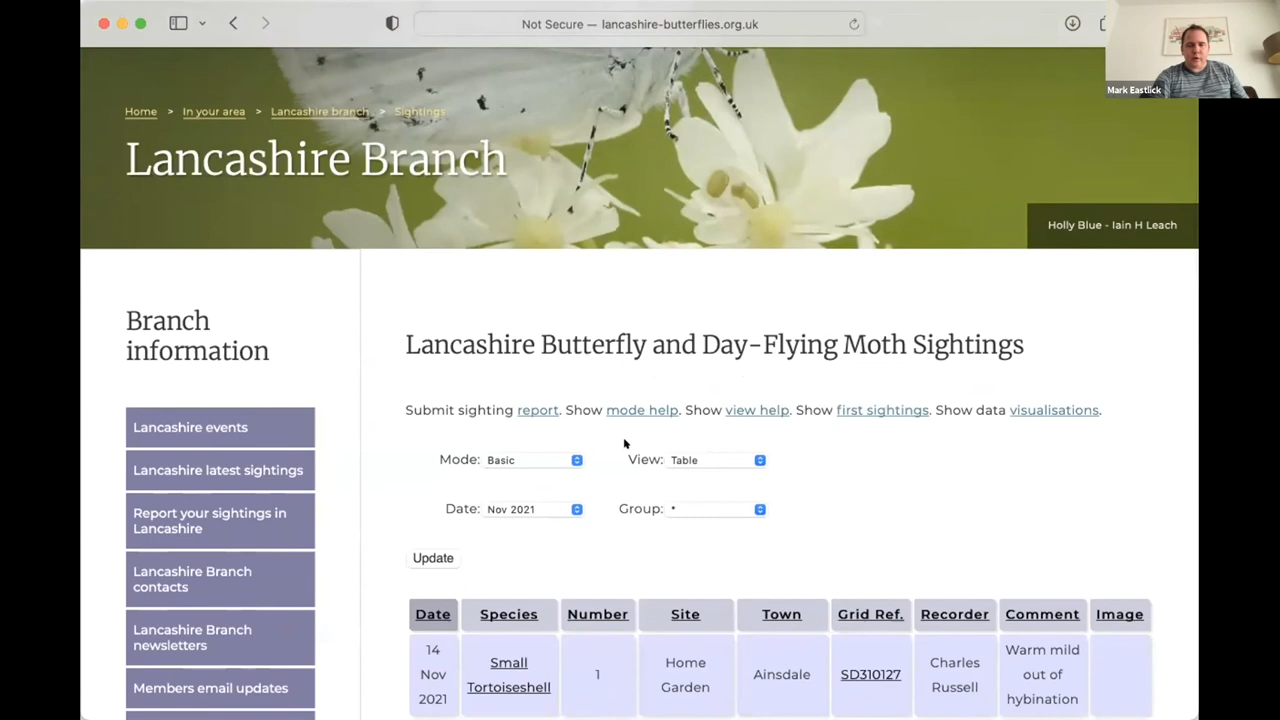 Not Secure — lancashire-butterflies.org.uk
Mark Eastlick
Home > In your area > Lancashire branch > Sightings
Lancashire Branch
Holly Blue - Iain H Leach
Branch
information
Lancashire events
Lancashire latest sightings
Report your sightings in
Lancashire
Lancashire Branch
contacts
Lancashire Branch
newsletters
Members email updates
Lancashire Butterfly and Day-Flying Moth Sightings
Submit sighting report. Show mode help. Show view help. Show first sightings. Show data visualisations.
Mode: Basic View: Table
Date: Nov 2021 Group: *
Update
Date Species Number Site Town Grid Ref. Recorder Comment Image
14
Nov
2021
Small
Tortoiseshell
1
Home
Garden
Ainsdale
SD310127
Charles
Russell
Warm mild
out of
hybination